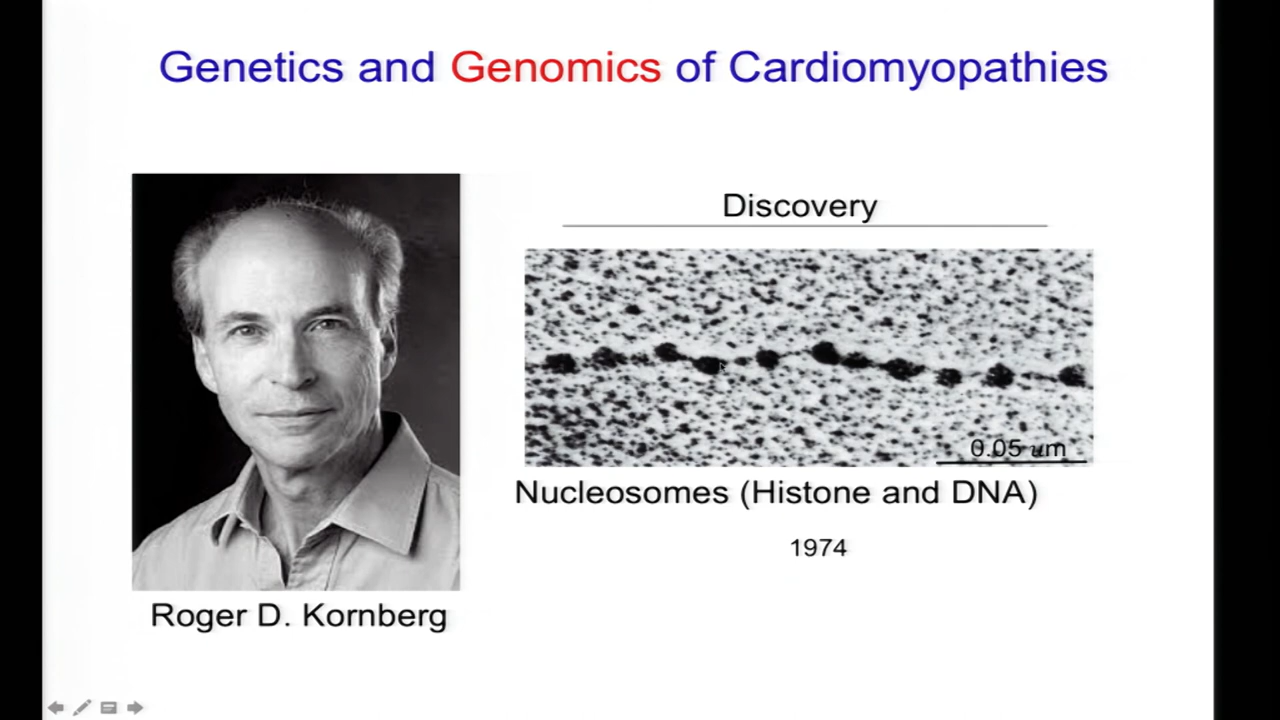 Genetics and Genomics of Cardiomyopathies
Discovery
0.05 um
Nucleosomes (Histone and DNA)
1974
Roger D. Kornberg